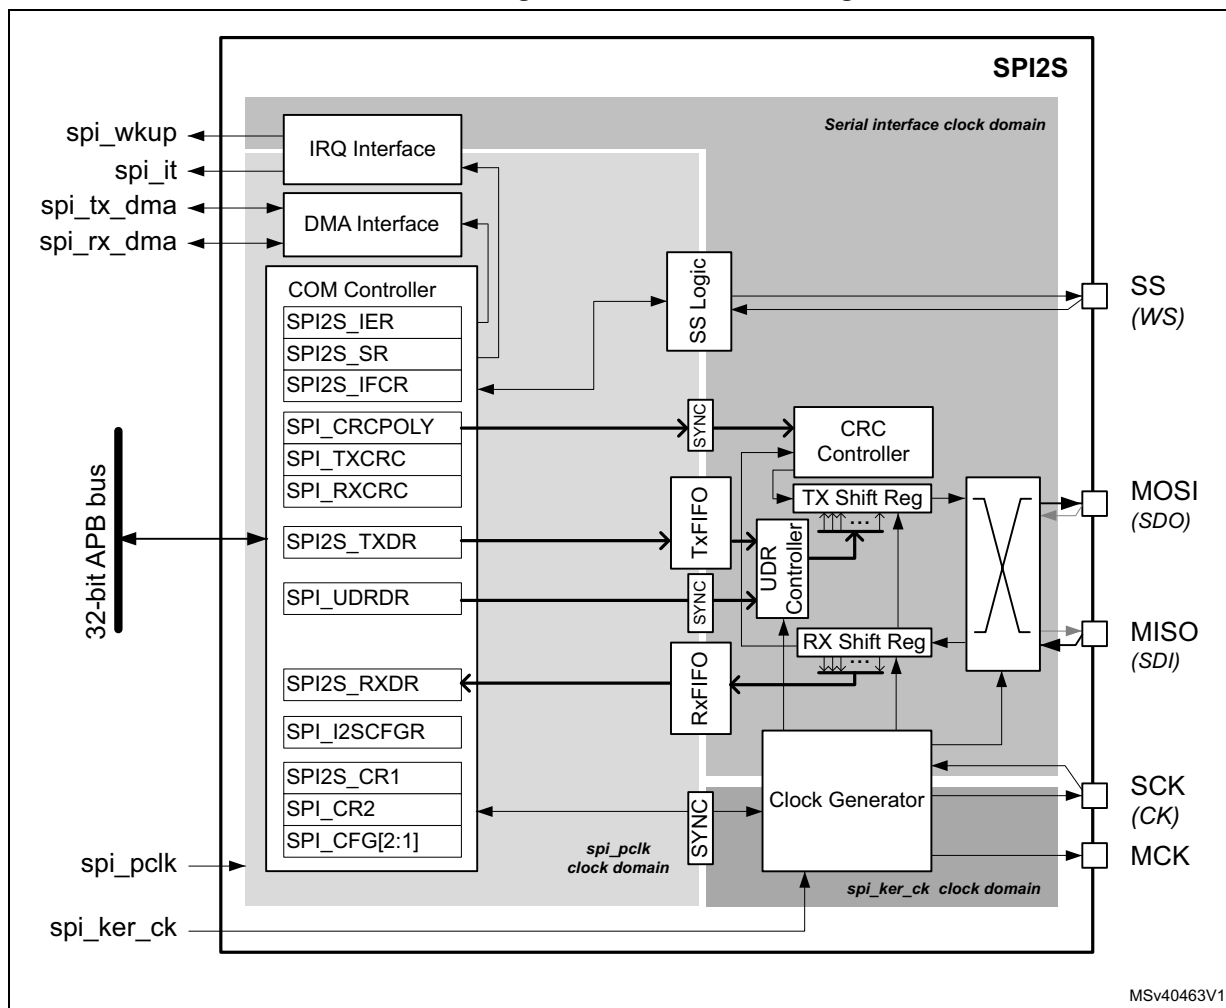 SPI2S
Serial interface clock domain
spi_wkup
spi_it
spi_tx_dma
spi_rx_dma
IRQ Interface
DMA Interface
COM Controller
SPI2S_IER
SPI2S_SR
SPI2S_IFCR
SPI_CRCPOLY
SPI_TXCRC
SPI_RXCRC
SPI2S_TXDR
SPI_UDRDR
SPI2S_RXDR
SPI_I2SCFGR
SPI2S_CR1
SPI_CR2
SPI_CFG[2:1]
32-bit APB bus
spi_pclk
spi_ker_ck
SS Logic
SYNC
TxFIFO
SYNC
RxFIFO
SYNC
spi_pclk
clock domain
CRC
Controller
TX Shift Reg
...
UDR
Controller
RX Shift Reg
...
Clock Generator
spi_ker_ck clock domain
SS
(WS)
MOSI
(SDO)
MISO
(SDI)
SCK
(CK)
MCK
MSv40463V1